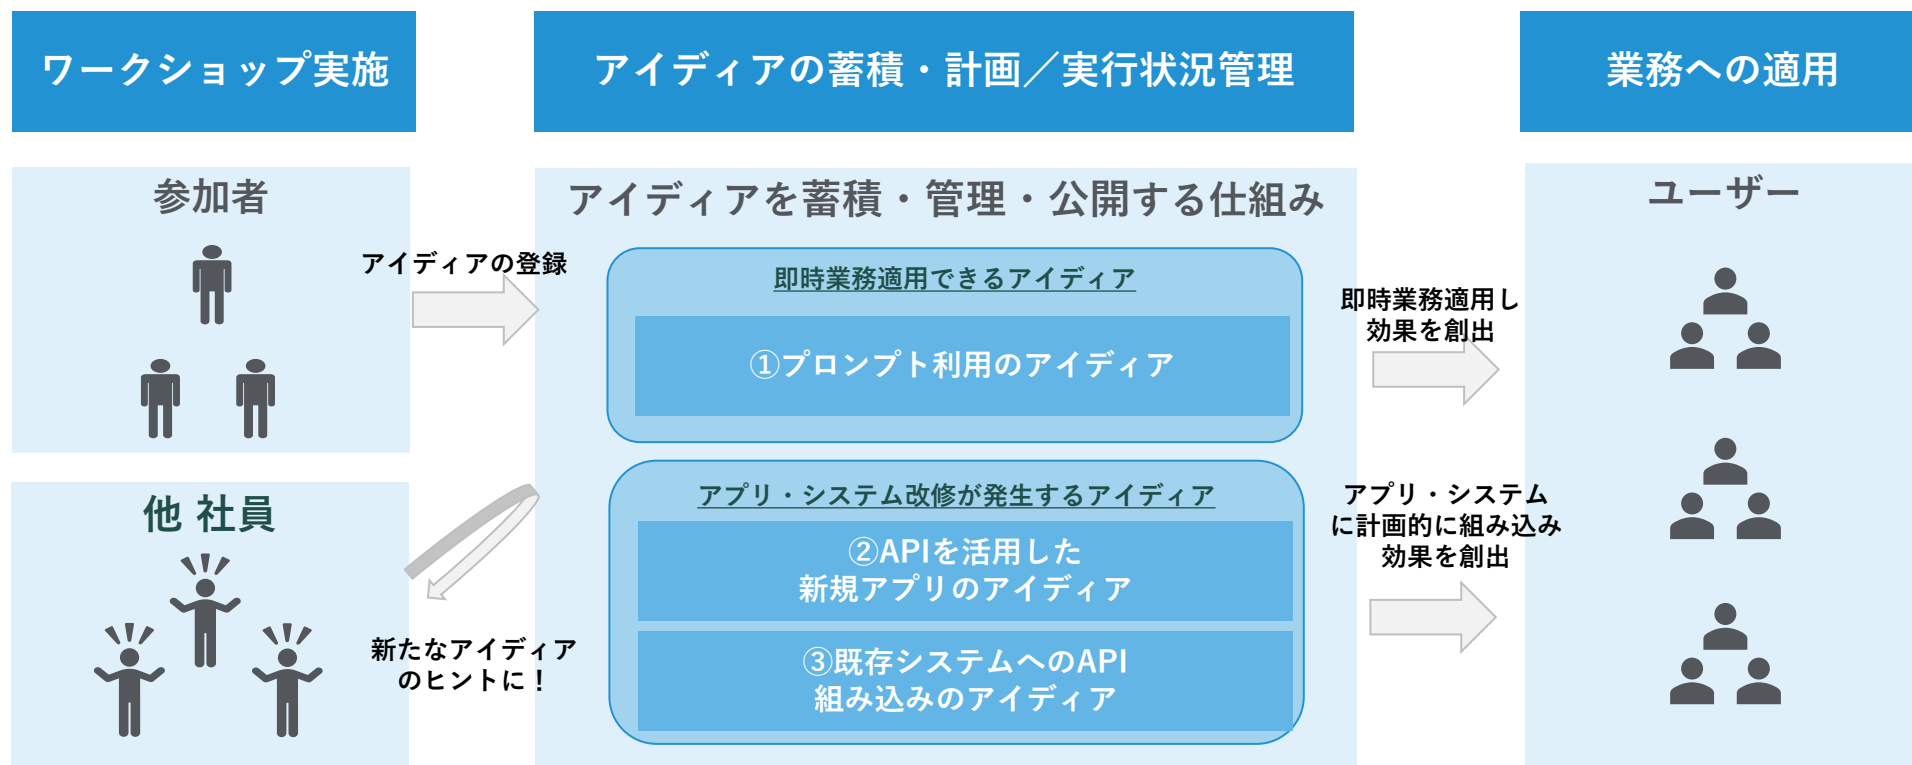 ワークショップ実施
アイディアの蓄積・計画／実行状況管理
業務への適用
参加者
アイディアの登録
他 社員
新たなアイディア
のヒントに！
アイディアを蓄積・管理・公開する仕組み
即時業務適用できるアイディア
①プロンプト利用のアイディア
アプリ・システム改修が発生するアイディア
②APIを活用した
新規アプリのアイディア
③既存システムへのAPI
組み込みのアイディア
即時業務適用し
効果を創出
アプリ・システム
に計画的に組み込み
効果を創出
ユーザー